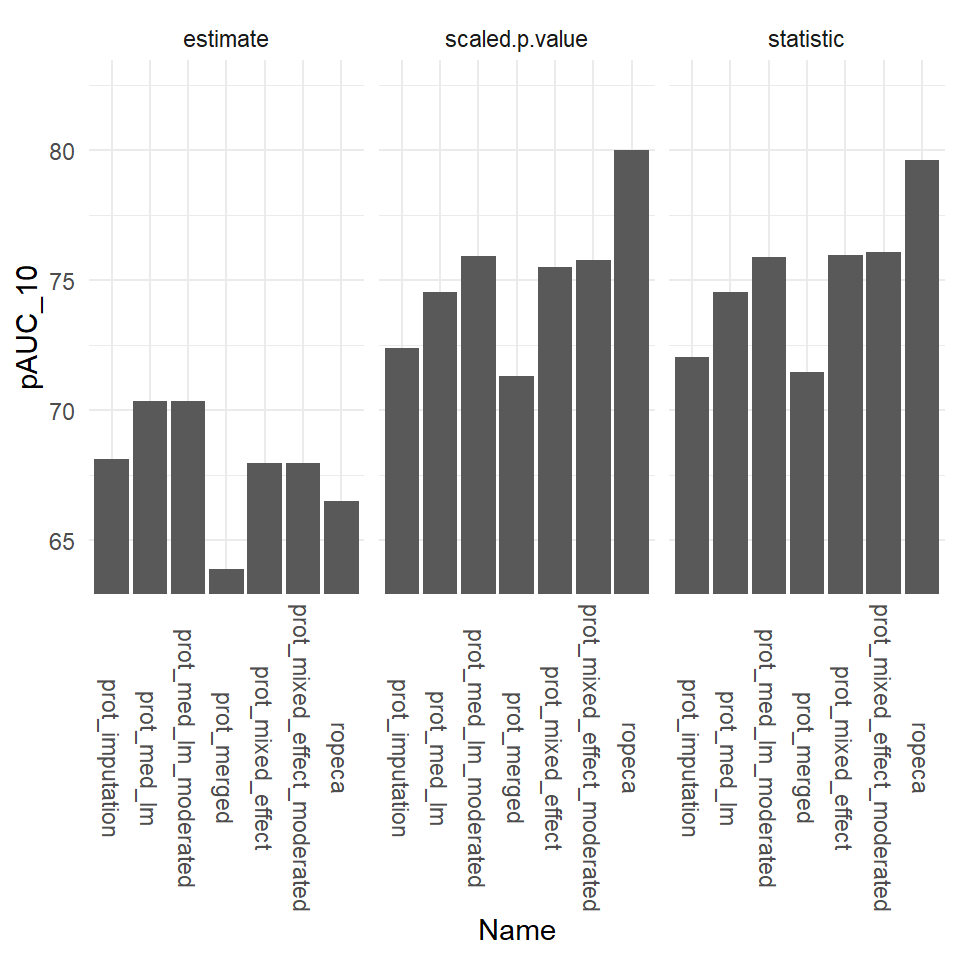 estimate
scaled.p.value
statistic
pAUC_10
80
75
70
65
prot_imputation
prot_med_lm
prot_med_lm_moderated
prot_merged
prot_mixed_effect
prot_mixed_effect_moderated
ropeca
prot_imputation
prot_med_lm
prot_med_lm_moderated
prot_merged
prot_mixed_effect
prot_mixed_effect_moderated
ropeca
prot_imputation
prot_med_lm
prot_med_lm_moderated
prot_merged
prot_mixed_effect
prot_mixed_effect_moderated
ropeca
Name